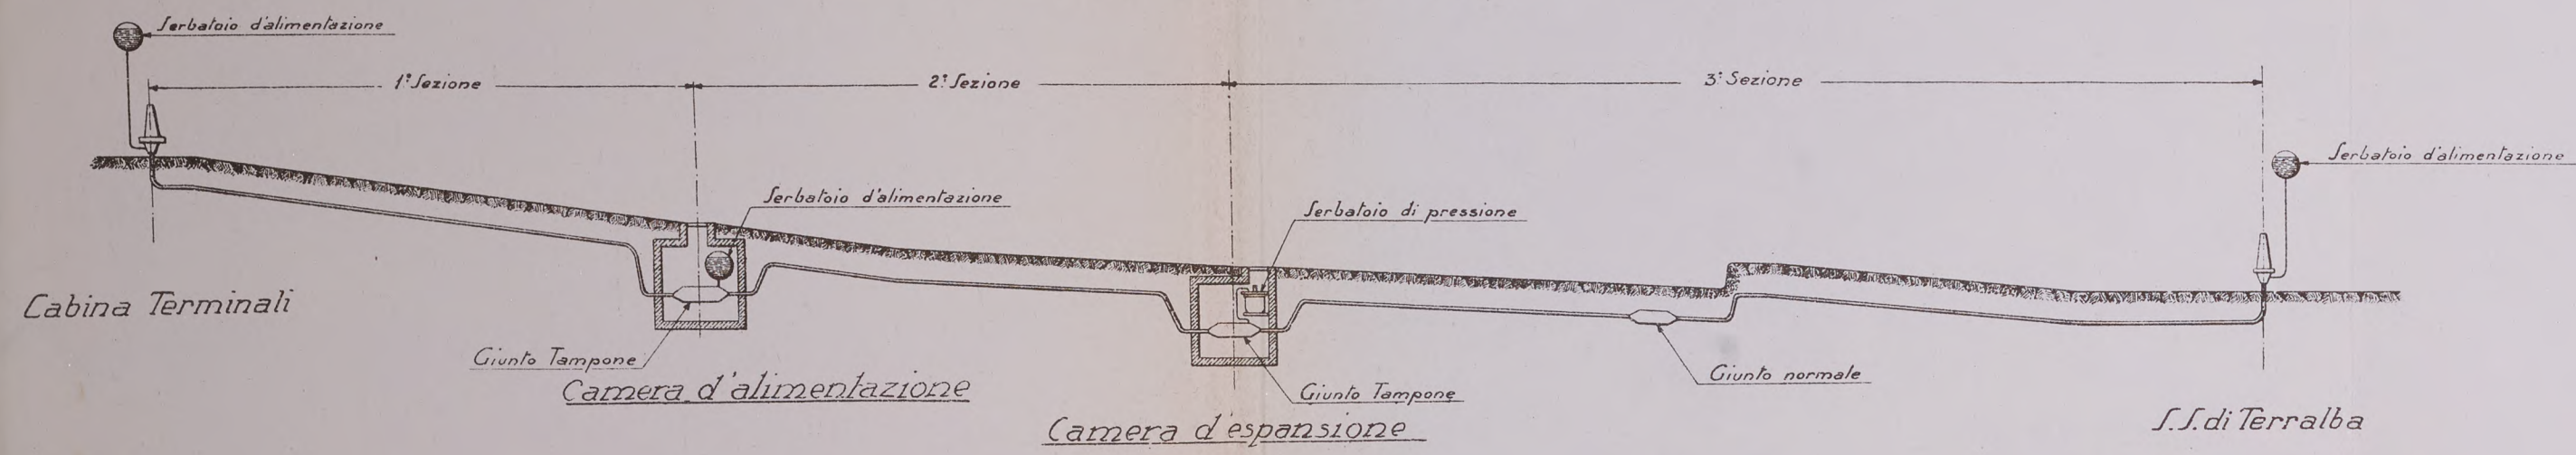 Serbatoio d'alimentazione
1ª Sezione
2ª Sezione
3ª Sezione
Serbatoio d'alimentazione
Serbatoio d'alimentazione
Serbatoio di pressione
Cabina Terminali
Giunto Tampone
Camera d'alimentazione
Giunto normale
Giunto Tampone
Camera d'espansione
S.S. di Terralba